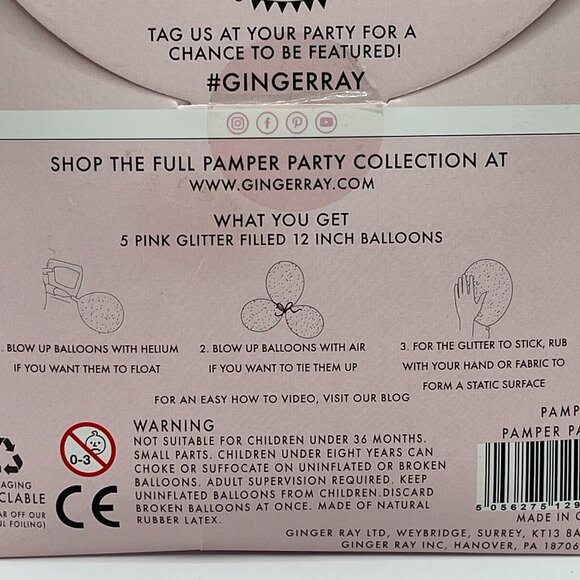 TAG US AT YOUR PARTY FOR A
CHANCE TO BE FEATURED!
#GINGERRAY
SHOP THE FULL PAMPER PARTY COLLECTION AT
WWW.GINGERRAY.COM
WHAT YOU GET
5 PINK GLITTER FILLED 12 INCH BALLOONS
. BLOW UP BALLOONS WITH HELIUM
IF YOU WANT THEM TO FLOAT
2. BLOW UP BALLOONS WITH AIR
IF YOU WANT TO TIE THEM UP
3. FOR THE GLITTER TO STICK, RUB
WITH YOUR HAND OR FABRIC TO
FORM A STATIC SURFACE
FOR AN EASY HOW TO VIDEO, VISIT OUR BLOG
0-3
CE
WARNING
NOT SUITABLE FOR CHILDREN UNDER 36 MONTHS.
SMALL PARTS. CHILDREN UNDER EIGHT YEARS CAN
CHOKE OR SUFFOCATE ON UNINFLATED OR BROKEN
BALLOONS. ADULT SUPERVISION REQUIRED. KEEP
UNINFLATED BALLOONS FROM CHILDREN.DISCARD
BROKEN BALLOONS AT ONCE. MADE OF NATURAL
RUBBER LATEX.
PAMP
PAMPER PA
5 056275 129
MADE IN C
GINGER RAY LTD, WEYBRIDGE, SURREY, KT13 8A
GINGER RAY INC, HANOVER, PA 18706